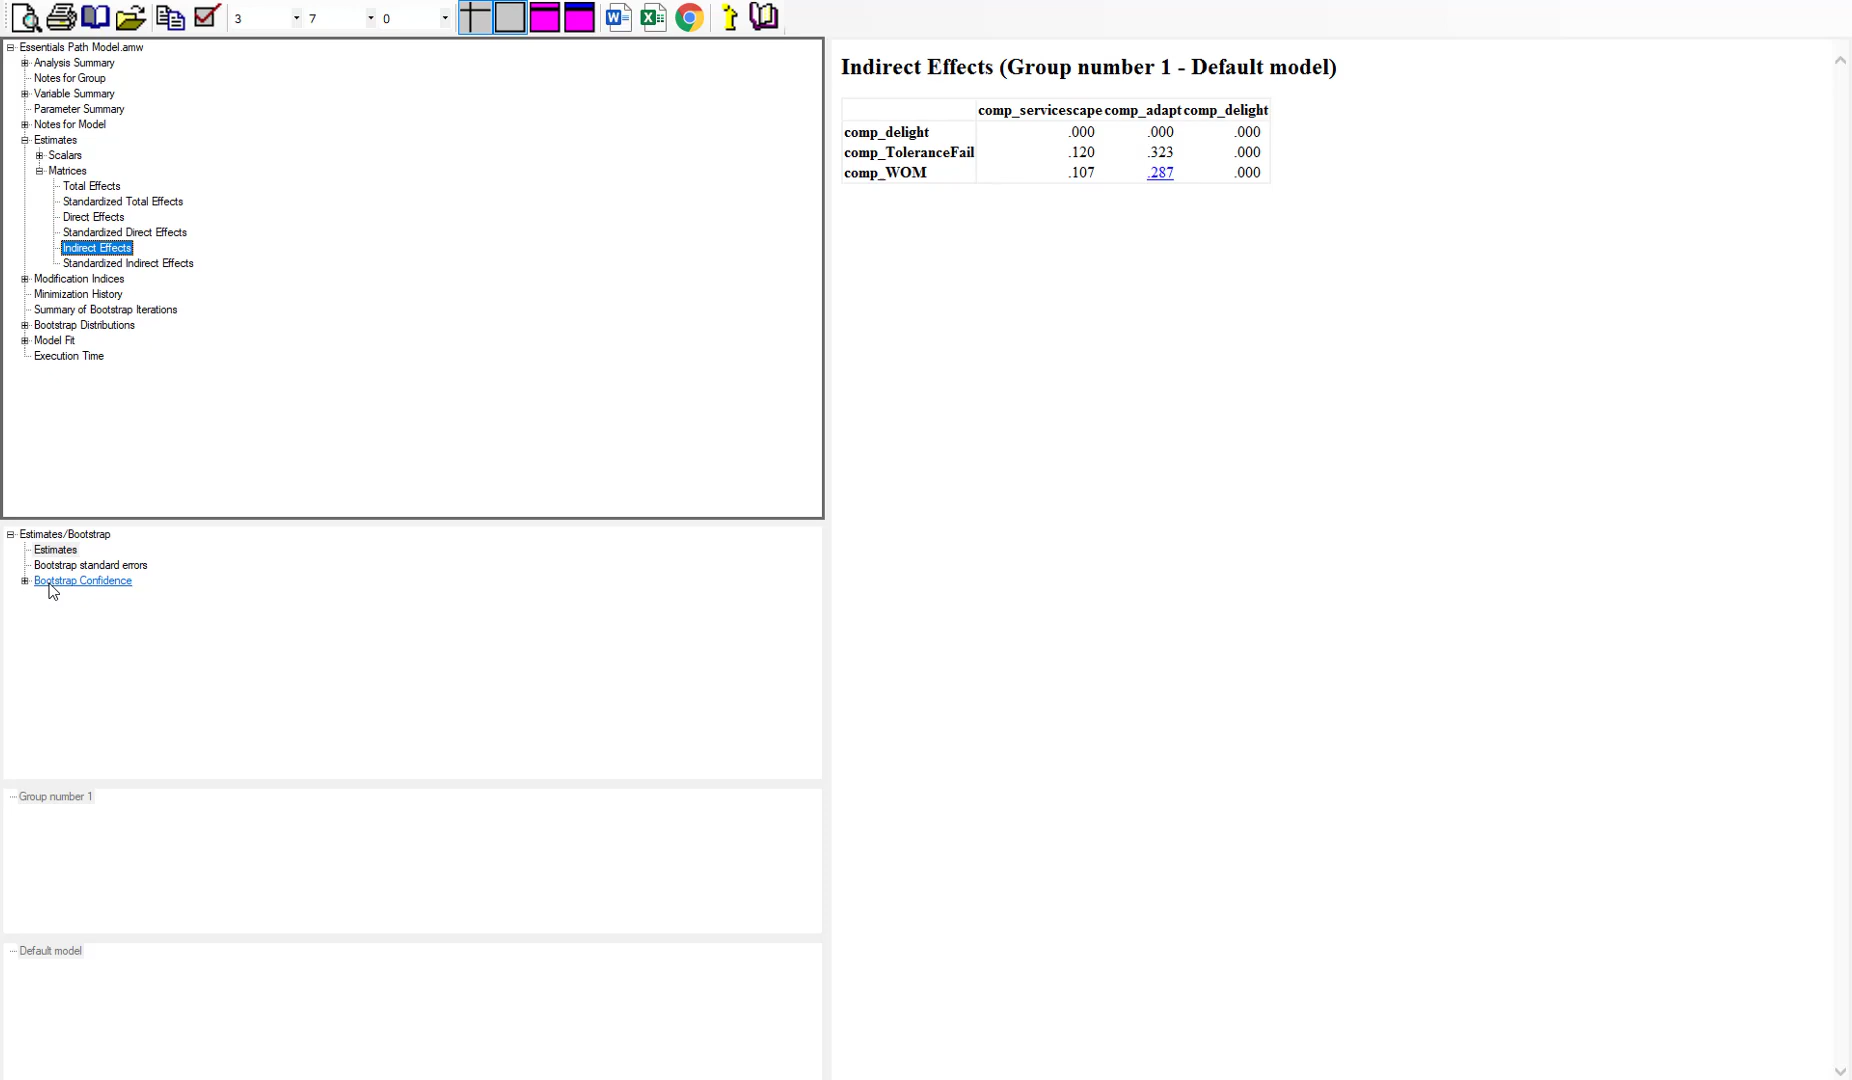 3 7 0
Essentials Path Model.amw
Analysis Summary
Notes for Group
Variable Summary
Parameter Summary
Notes for Model
Estimates
Scalars
Matrices
Total Effects
Standardized Total Effects
Direct Effects
Standardized Direct Effects
Indirect Effects
Standardized Indirect Effects
Modification Indices
Minimization History
Summary of Bootstrap Iterations
Bootstrap Distributions
Model Fit
Execution Time
Estimates/Bootstrap
Estimates
Bootstrap standard errors
Bootstrap Confidence
Group number 1
Default model
Indirect Effects (Group number 1 - Default model)
comp_servicescape comp_adapt comp_delight
comp_delight .000 .000 .000
comp_ToleranceFail .120 .323 .000
comp_WOM .107 .287 .000